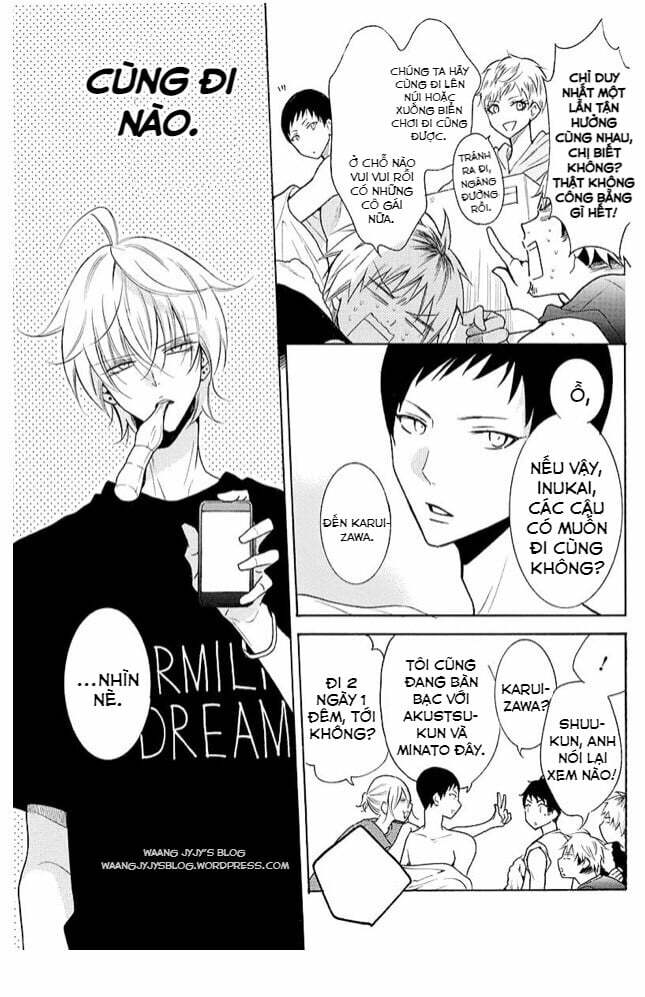 CHỈ DUY
NHẤT MỘT
LẦN TẬN
HƯỞNG
CÙNG NHAU,
CHỊ BIẾT
KHÔNG?
THẬT KHÔNG
CÔNG BẰNG
GÌ HẾT!
CHÚNG TA HÃY
CÙNG ĐI LÊN
NÚI HOẶC
XUỐNG BIỂN
CHƠI ĐI CŨNG
ĐƯỢC.
TRÁNH
RA ĐI,
NGÁNG
ĐƯỜNG
RỒI.
Ở CHỖ NÀO
VUI VUI RỒI
CÓ NHỮNG
CÔ GÁI
NỮA.
Ồ,
NẾU VẬY,
INUKAI,
CÁC CẬU
CÓ MUỐN
ĐI CÙNG
KHÔNG?
ĐẾN KARUI-
ZAWA.
!
SHUU-
KUN, ANH
NÓI LẠI
XEM NÀO!
KARUI-
ZAWA?
TÔI CŨNG
ĐANG BÀN
BẠC VỚI
AKUSTSU-
KUN VÀ
MINATO ĐÂY.
ĐI 2
NGÀY 1
ĐÊM, TỚI
KHÔNG?
CÙNG ĐI
NÀO.
...NHÌN
NÈ.
RMILI
DREAM
WAANG JYJY'S BLOG
WAANGJYJYSBLOG.WORDPRESS.COM